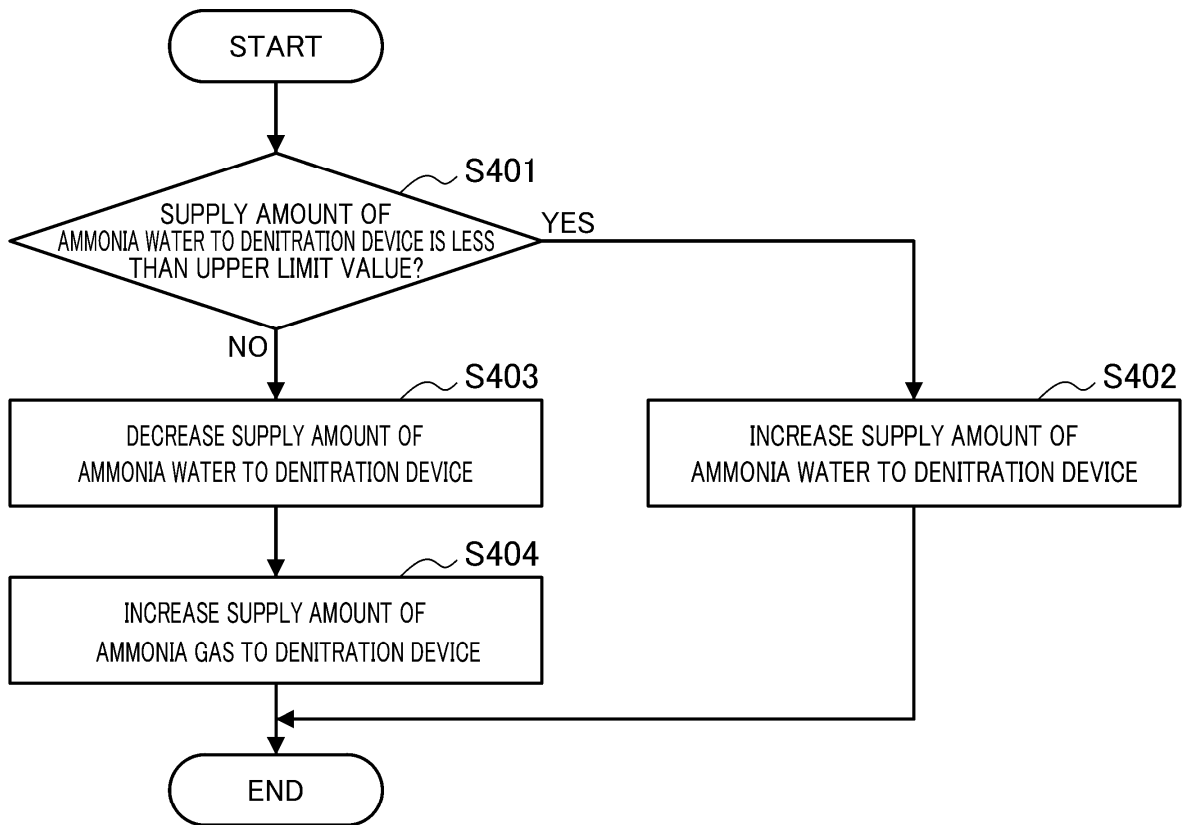 START
S401
SUPPLY AMOUNT OF
AMMONIA WATER TO DENITRATION DEVICE IS LESS
THAN UPPER LIMIT VALUE?
YES
NO
S403
DECREASE SUPPLY AMOUNT OF
AMMONIA WATER TO DENITRATION DEVICE
S402
INCREASE SUPPLY AMOUNT OF
AMMONIA WATER TO DENITRATION DEVICE
S404
INCREASE SUPPLY AMOUNT OF
AMMONIA GAS TO DENITRATION DEVICE
END